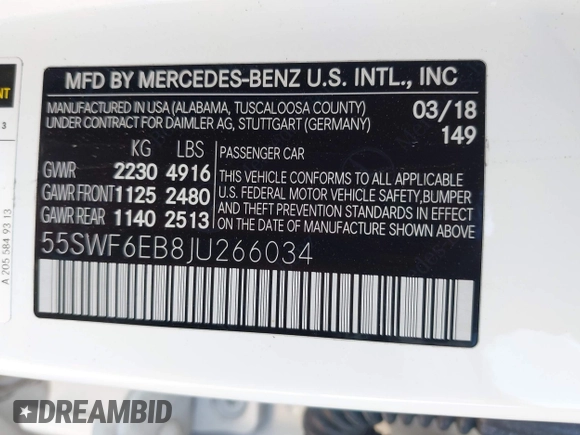 MFD BY MERCEDES-BENZ U.S. INTL., INC
MANUFACTURED IN USA (ALABAMA, TUSCALOOSA COUNTY)
UNDER CONTRACT FOR DAIMLER AG, STUTTGART (GERMANY)
03/18
149
KG LBS
GVWR 2230 4916
GAWR FRONT 1125 2480
GAWR REAR 1140 2513
PASSENGER CAR
THIS VEHICLE CONFORMS TO ALL APPLICABLE
U.S. FEDERAL MOTOR VEHICLE SAFETY, BUMPER
AND THEFT PREVENTION STANDARDS IN EFFECT
ON THE DATE OF MANUFACTURE SHOWN ABOVE.
55SWF6EB8JU266034
A 205 584 93 13
NT
3
DREAMBID